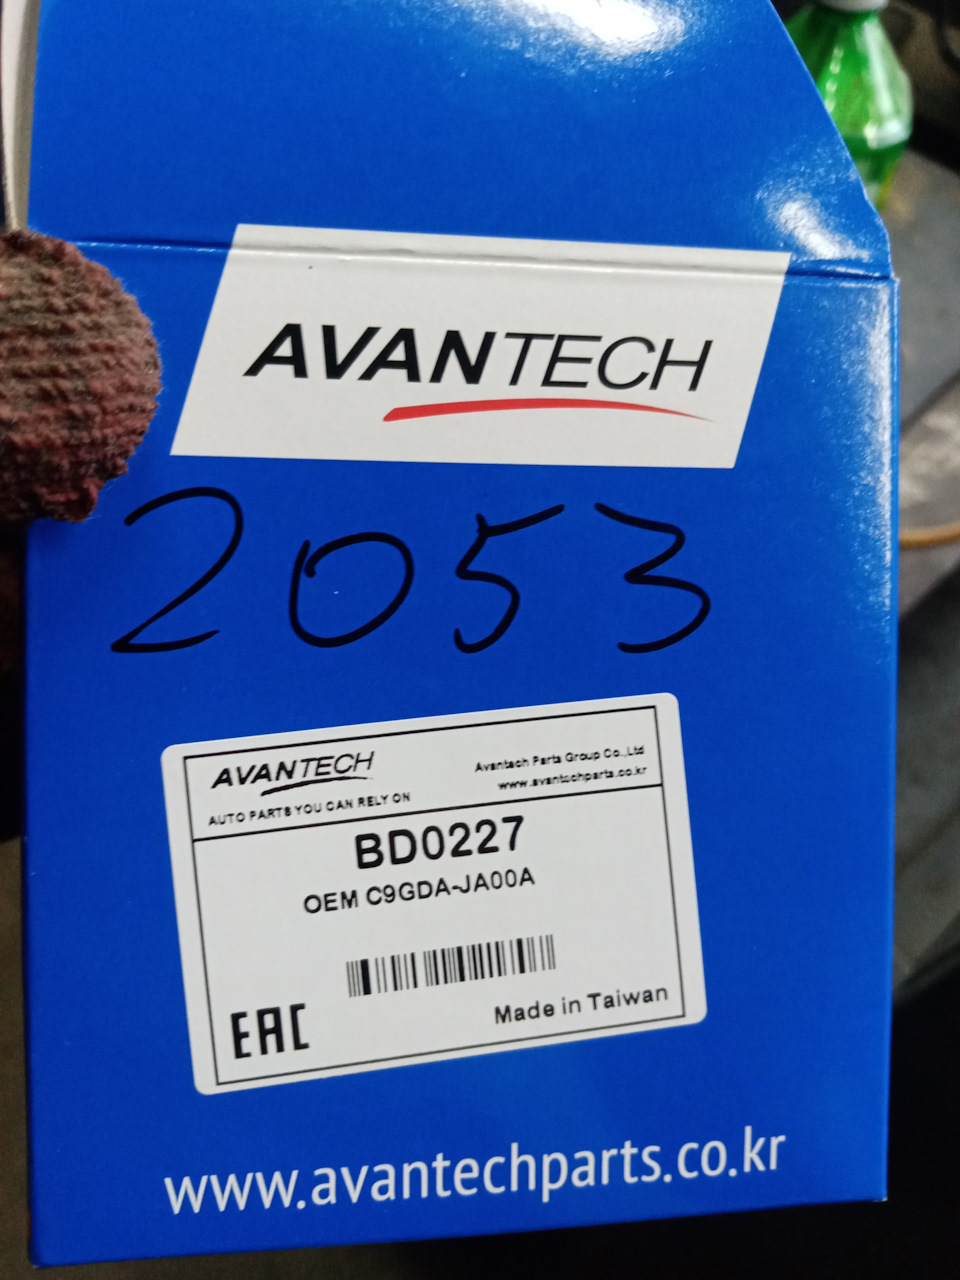 AVANTECH
2053
AVANTECH
AUTO PARTS YOU CAN RELY ON
Avantech Parts Group Co.,Ltd
www.avantechparts.co.kr
BD0227
OEM C9GDA-JA00A
EAC
Made in Taiwan
www.avantechparts.co.kr